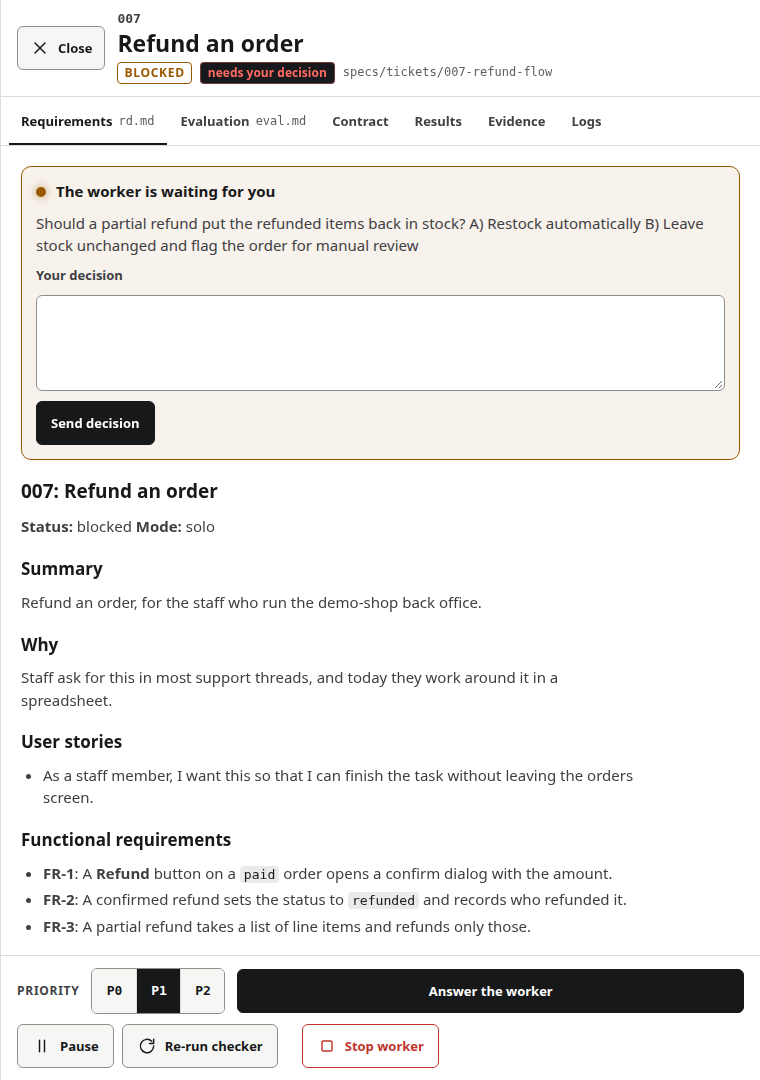 007
Close
Refund an order
BLOCKED needs your decision specs/tickets/007-refund-flow
Requirements rd.md Evaluation eval.md Contract Results Evidence Logs
The worker is waiting for you
Should a partial refund put the refunded items back in stock? A) Restock automatically B) Leave
stock unchanged and flag the order for manual review
Your decision
Send decision
007: Refund an order
Status: blocked Mode: solo
Summary
Refund an order, for the staff who run the demo-shop back office.
Why
Staff ask for this in most support threads, and today they work around it in a
spreadsheet.
User stories
• As a staff member, I want this so that I can finish the task without leaving the orders
screen.
Functional requirements
• FR-1: A Refund button on a paid order opens a confirm dialog with the amount.
• FR-2: A confirmed refund sets the status to refunded and records who refunded it.
• FR-3: A partial refund takes a list of line items and refunds only those.
PRIORITY P0 P1 P2 Answer the worker
Pause Re-run checker Stop worker